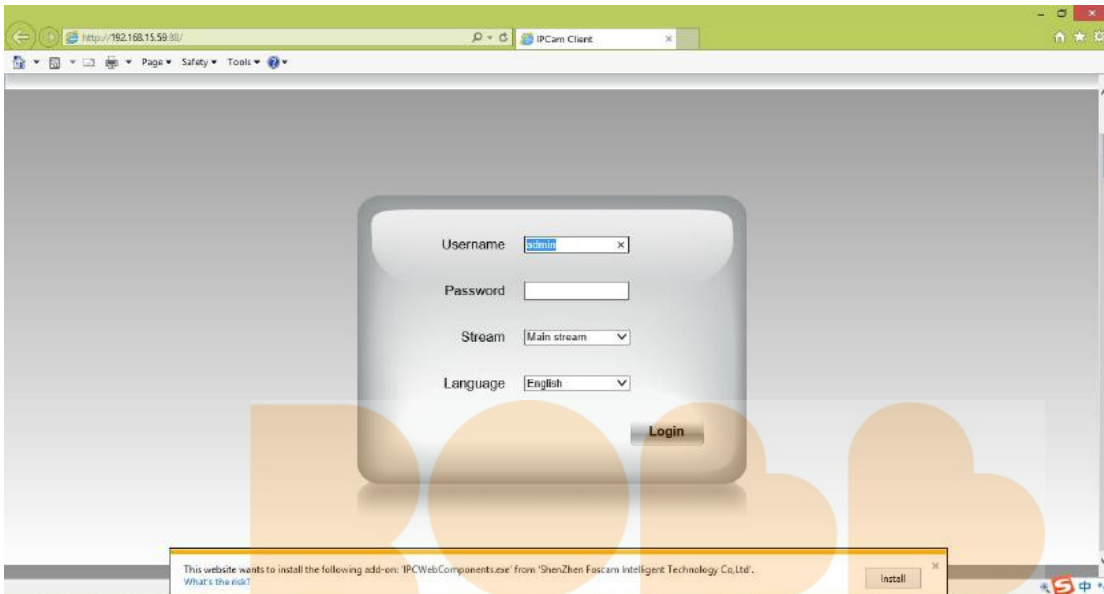 http://192.168.15.59:88/
IPCam Client
Page Safety Tools
Username admin
Password
Stream Main stream
Language English
Login
ROBB
This website wants to install the following add-on: 'IPCWebComponents.exe' from 'ShenZhen Foscam Intelligent Technology Co,Ltd'.
What's the risk?
Install
中